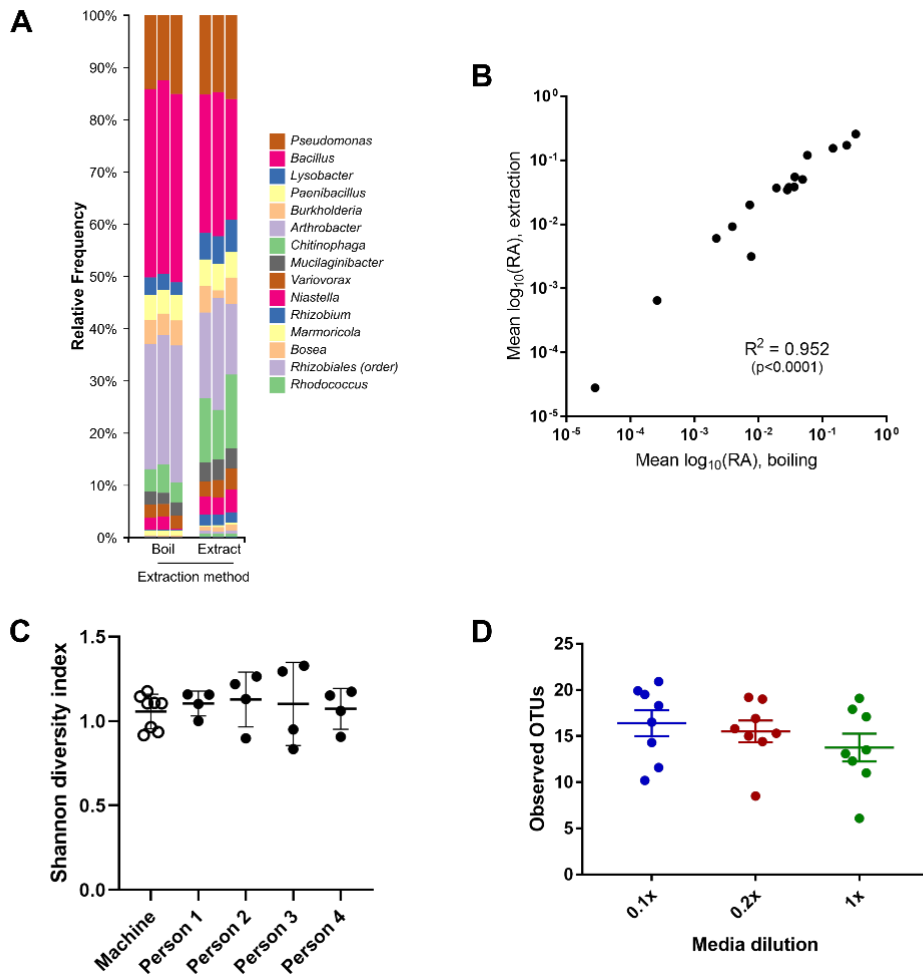 A
100%
90%
80%
70%
60%
50%
40%
30%
20%
10%
0%
Relative Frequency
Boil Extract
Extraction method
Pseudomonas
Bacillus
Lysobacter
Paenibacillus
Burkholderia
Arthrobacter
Chitinophaga
Mucilaginibacter
Variovorax
Niastella
Rhizobium
Marmoricola
Bosea
Rhizobiales (order)
Rhodococcus
B
10⁰
10⁻¹
10⁻²
10⁻³
10⁻⁴
10⁻⁵
Mean log₁₀(RA), extraction
R² = 0.952
(p<0.0001)
10⁻⁵ 10⁻⁴ 10⁻³ 10⁻² 10⁻¹ 10⁰
Mean log₁₀(RA), boiling
C
1.5
1.0
0.5
0.0
Shannon diversity index
Machine Person 1 Person 2 Person 3 Person 4
D
25
20
15
10
5
0
Observed OTUs
0.1x 0.2x 1x
Media dilution